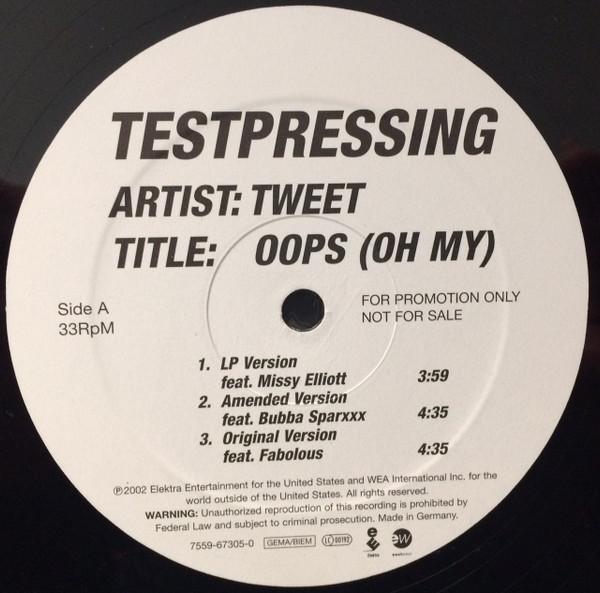 TESTPRESSING
ARTIST: TWEET
TITLE: OOPS (OH MY)
Side A
33RpM
FOR PROMOTION ONLY
NOT FOR SALE
1. LP Version
feat. Missy Elliott 3:59
2. Amended Version
feat. Bubba Sparxxx 4:35
3. Original Version
feat. Fabolous 4:35
℗2002 Elektra Entertainment for the United States and WEA International Inc. for the
world outside of the United States. All rights reserved.
WARNING: Unauthorized reproduction of this recording is prohibited by
Federal Law and subject to criminal prosecution. Made in Germany.
7559-67305-0 GEMA/BIEM LC 00192 ew